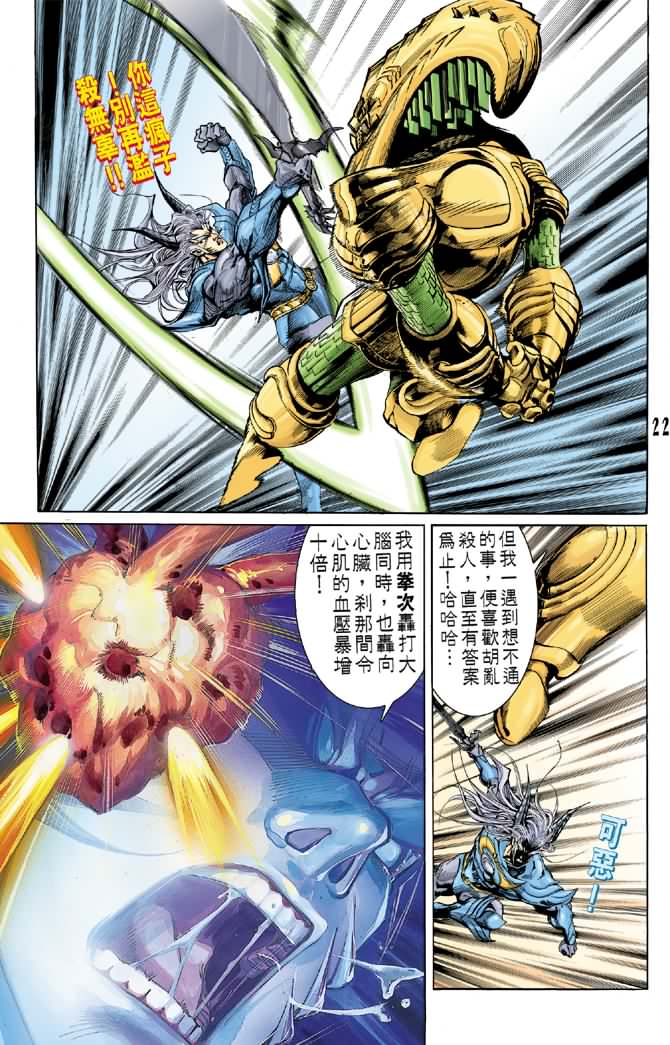 你這瘋子
！別再濫
殺無辜!!
22
但我一遇到想不通
的事，便喜歡胡亂
殺人，直至有答案
為止！哈哈哈…
可惡！
我用拳次轟打大
腦同時，也轟向
心臟，剎那間令
心肌的血壓暴增
十倍！